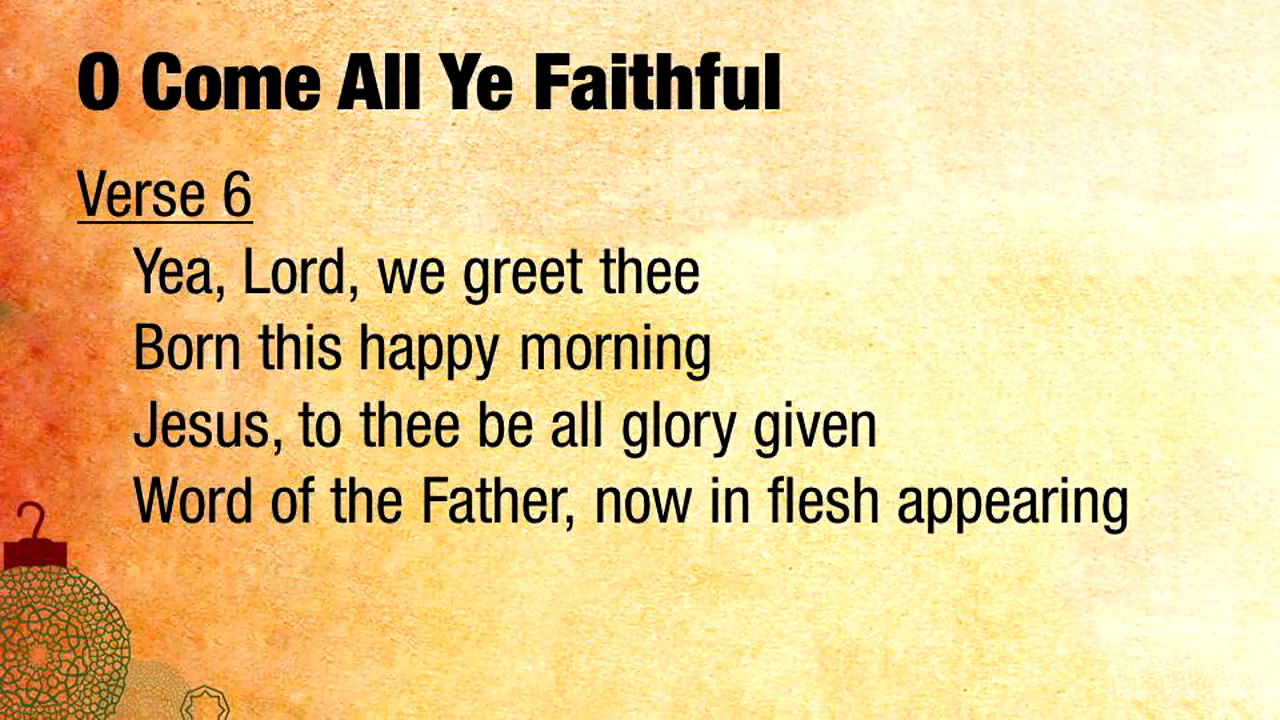 O Come All Ye Faithful
Verse 6
Yea, Lord, we greet thee
Born this happy morning
Jesus, to thee be all glory given
Word of the Father, now in flesh appearing